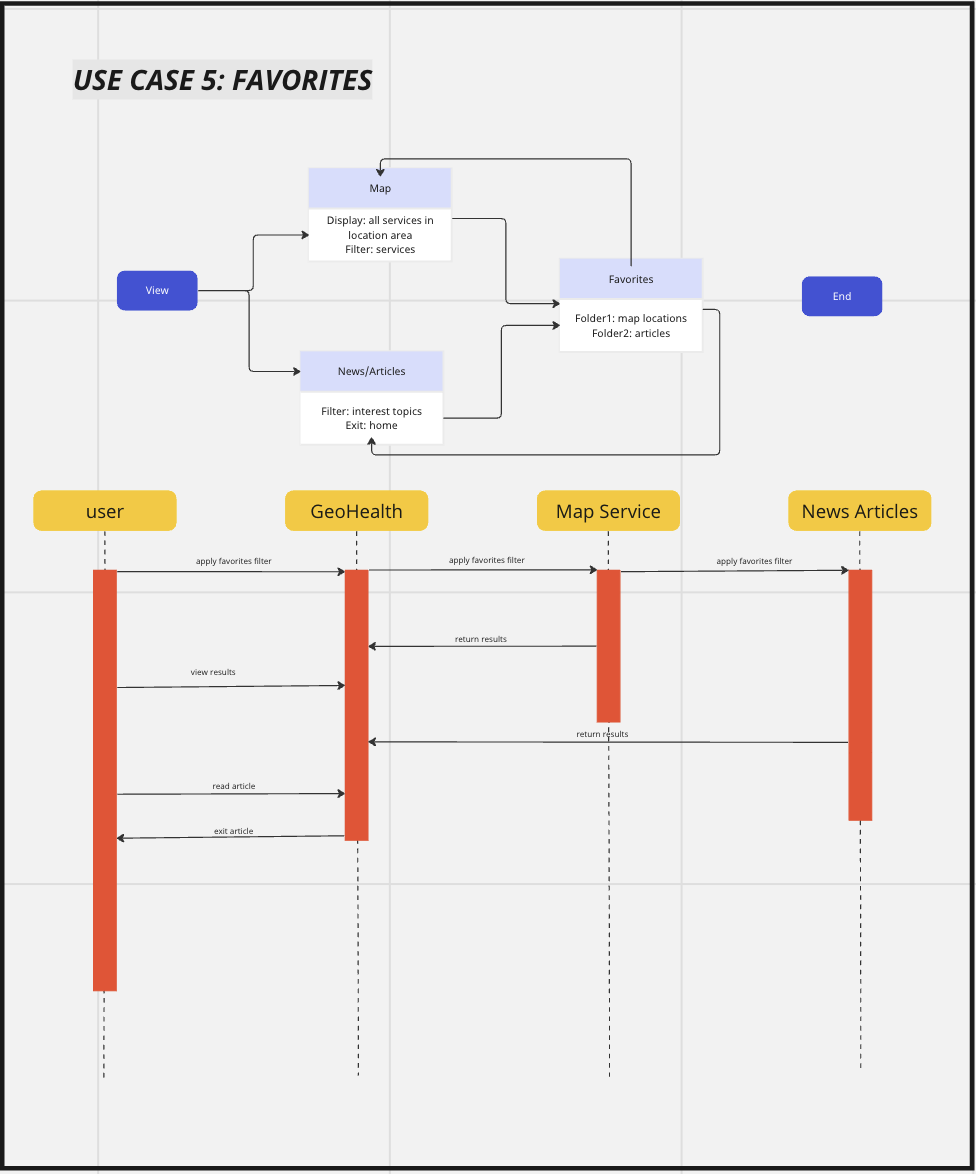 USE CASE 5: FAVORITES
Map
Display: all services in
location area
Filter: services
View
Favorites
Folder1: map locations
Folder2: articles
End
News/Articles
Filter: interest topics
Exit: home
user
GeoHealth
Map Service
News Articles
apply favorites filter
apply favorites filter
apply favorites filter
return results
view results
return results
read article
exit article